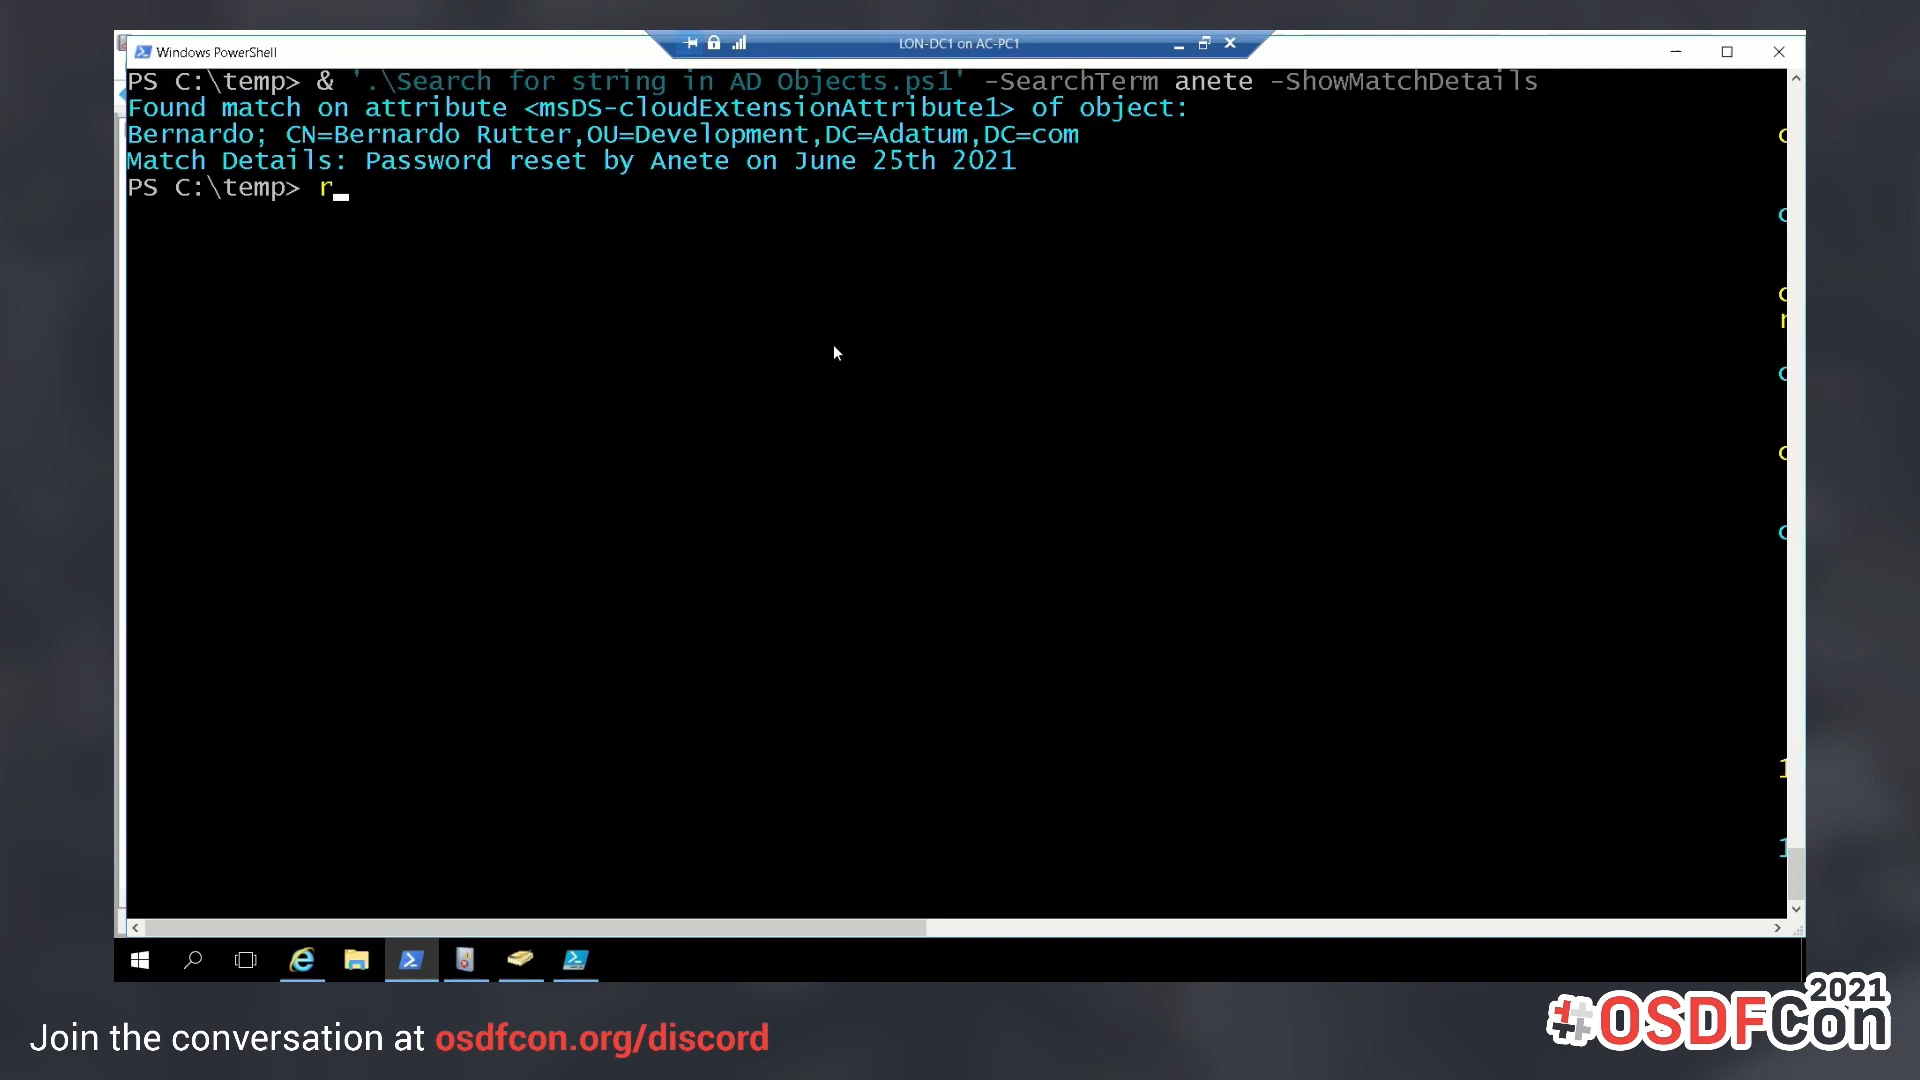 LON-DC1 on AC-PC1
Windows PowerShell
PS C:\temp> & '.\Search for string in AD Objects.ps1' -SearchTerm anete -ShowMatchDetails
Found match on attribute <msDS-cloudExtensionAttribute1> of object:
Bernardo; CN=Bernardo Rutter,OU=Development,DC=Adatum,DC=com
Match Details: Password reset by Anete on June 25th 2021
PS C:\temp> r_
Join the conversation at osdfcon.org/discord
2021
#OSDFCon